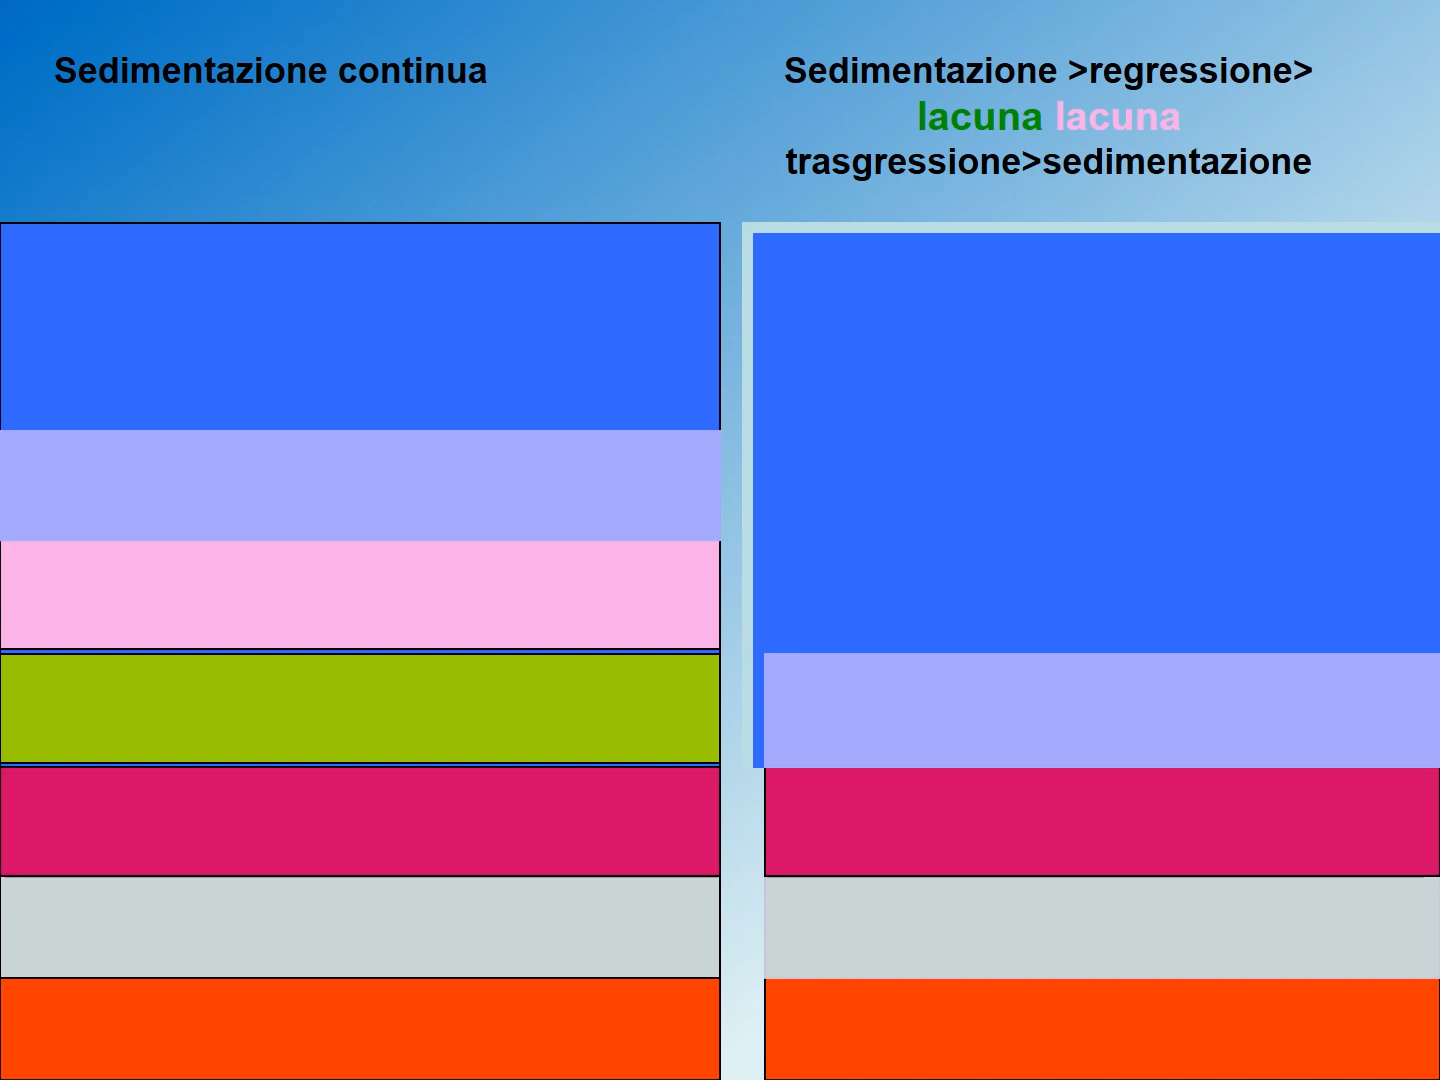 Sedimentazione continua
Sedimentazione >regressione>
lacuna lacuna
trasgressione>sedimentazione